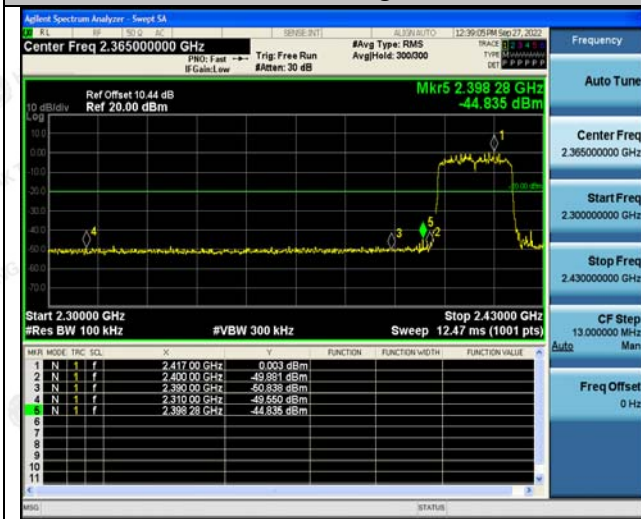 Agilent Spectrum Analyzer - Swept SA
RL RF 50 Ω AC SENSE:INT ALIGN AUTO 12:39:05 PM Sep 27, 2022
Center Freq 2.365000000 GHz
PNO: Fast Trig: Free Run
IFGain:Low #Atten: 30 dB
#Avg Type: RMS
Avg|Hold: 300/300
TRACE 1 2 3 4 5 6
TYPE
DET P P P P P P
Frequency
Mkr5 2.398 28 GHz
-44.835 dBm
Ref Offset 10.44 dB
10 dB/div Ref 20.00 dBm
Log
10.0
0.00
-10.0
-20.0
-30.0
-40.0
-50.0
-60.0
-70.0
-20.00 dBm
1
2
3
4
5
Start 2.30000 GHz Stop 2.43000 GHz
#Res BW 100 kHz #VBW 300 kHz Sweep 12.47 ms (1001 pts)
MKR MODE TRC SCL X Y FUNCTION FUNCTION WIDTH FUNCTION VALUE
1 N 1 f 2.417 00 GHz 0.003 dBm
2 N 1 f 2.400 00 GHz -49.881 dBm
3 N 1 f 2.390 00 GHz -50.838 dBm
4 N 1 f 2.310 00 GHz -49.550 dBm
5 N 1 f 2.398 28 GHz -44.835 dBm
6
7
8
9
10
11
MSG STATUS
Auto Tune
Center Freq
2.365000000 GHz
Start Freq
2.300000000 GHz
Stop Freq
2.430000000 GHz
CF Step
13.000000 MHz
Auto Man
Freq Offset
0 Hz